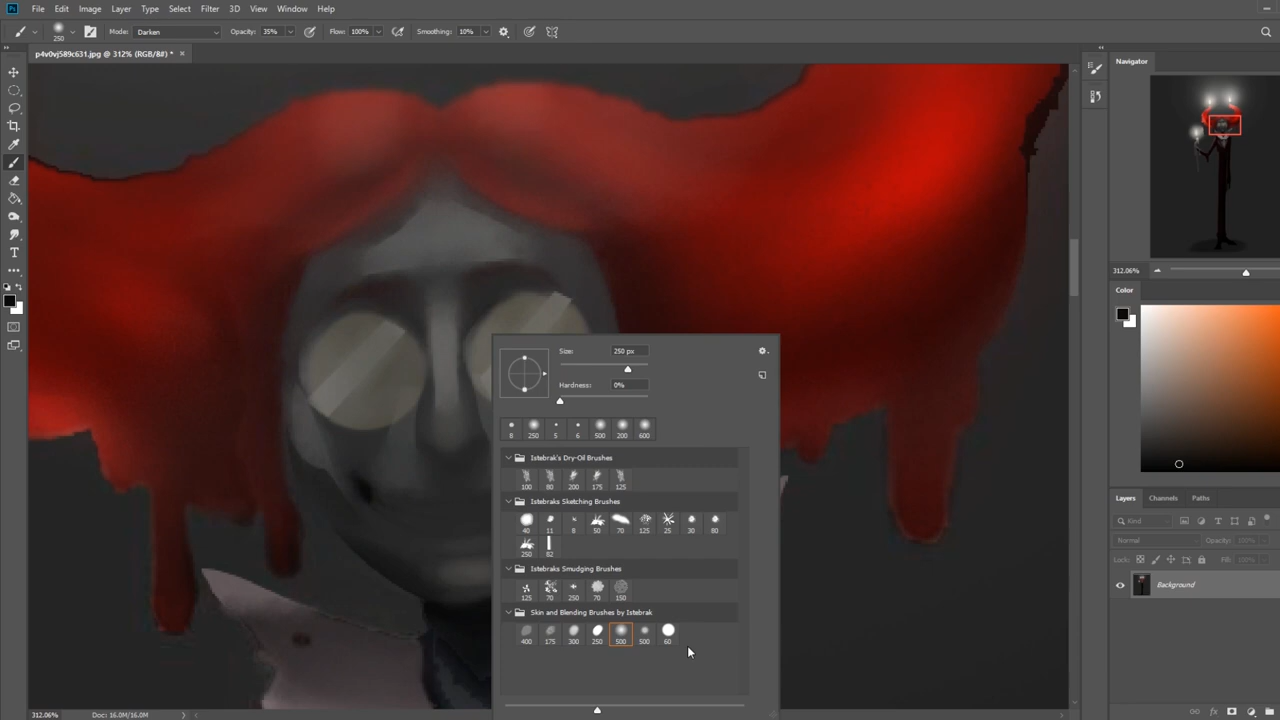 Ps File Edit Image Layer Type Select Filter 3D View Window Help
250 Mode: Darken Opacity: 35% Flow: 100% Smoothing: 10%
p4v0vj589c631.jpg @ 312% (RGB/8#) * ×
Navigator
312.06%
Color
Size: 250 px
Hardness: 0%
8 250 5 6 500 200 600
Istebrak's Dry-Oil Brushes
100 80 200 175 125
Istebraks Sketching Brushes
40 11 8 50 70 125 25 30 80
250 82
Istebraks Smudging Brushes
125 70 250 70 150
Skin and Blending Brushes by Istebrak
400 175 300 250 500 500 60
Layers Channels Paths
Kind
Normal Opacity: 100%
Lock: Fill: 100%
Background
312.06% Doc: 16.0M/16.0M
fx